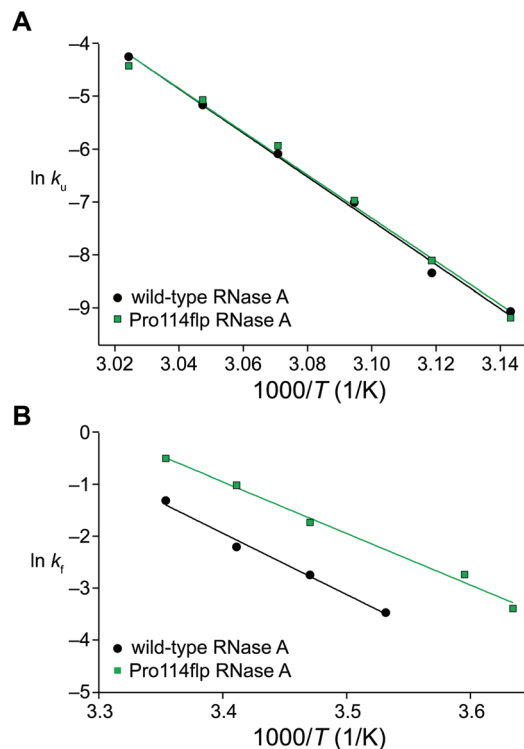 A
–4
–5
–6
ln ku
–7
–8
wild-type RNase A
–9
Pro114flp RNase A
3.02 3.04 3.06 3.08 3.10 3.12 3.14
1000/T (1/K)
B
0
–1
–2
ln kf
–3
–4
wild-type RNase A
Pro114flp RNase A
–5
3.3 3.4 3.5 3.6
1000/T (1/K)